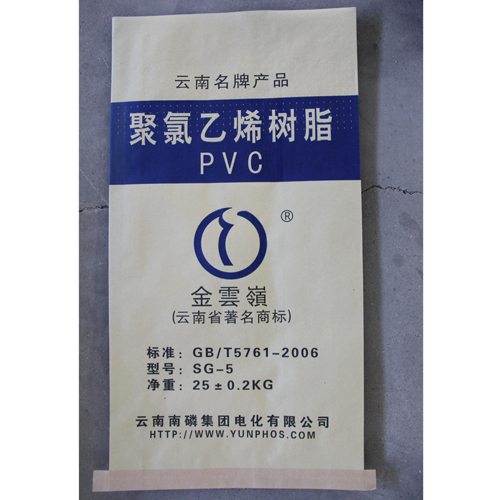 云南名牌产品
聚氯乙烯树脂
PVC
®
金雲嶺
(云南省著名商标)
标准：GB/T5761-2006
型号：SG-5
净重：25±0.2KG
云南南磷集团电化有限公司
HTTP://WWW.YUNPHOS.COM